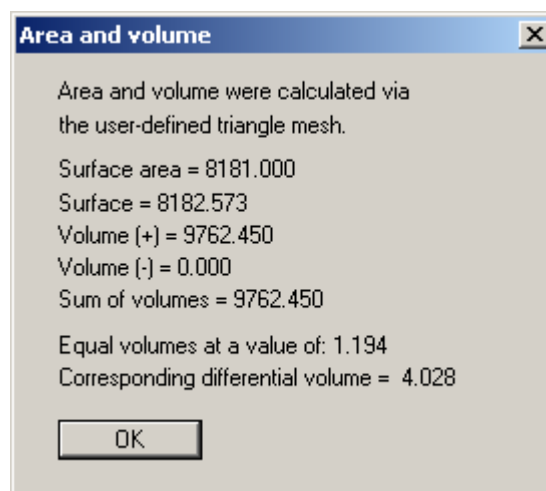 Area and volume
Area and volume were calculated via
the user-defined triangle mesh.
Surface area = 8181.000
Surface = 8182.573
Volume (+) = 9762.450
Volume (-) = 0.000
Sum of volumes = 9762.450
Equal volumes at a value of: 1.194
Corresponding differential volume =  4.028
OK